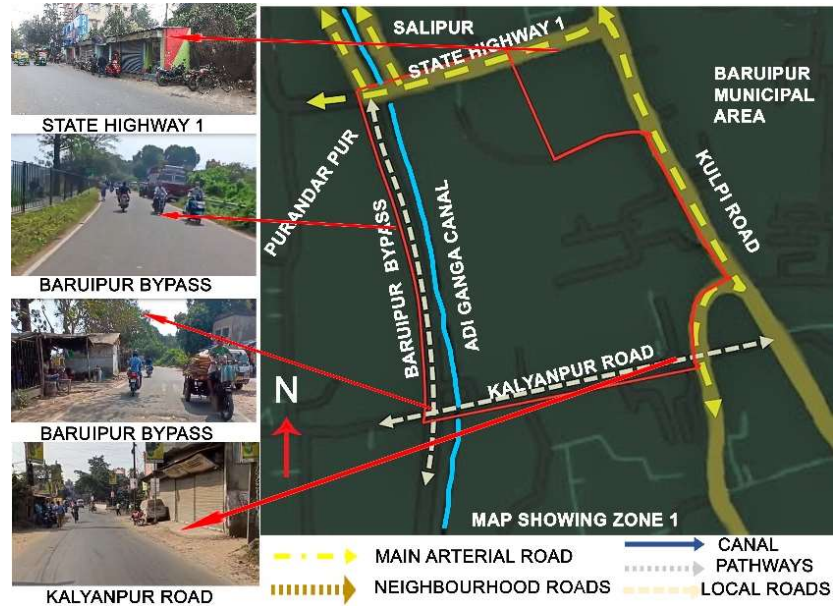 STATE HIGHWAY 1
BARUIPUR BYPASS
BARUIPUR BYPASS
KALYANPUR ROAD
SALIPUR
STATE HIGHWAY 1
BARUIPUR
MUNICIPAL
AREA
PURANDAR PUR
BARUIPUR BYPASS
ADI GANGA CANAL
KULPI ROAD
KALYANPUR ROAD
N
MAP SHOWING ZONE 1
MAIN ARTERIAL ROAD
NEIGHBOURHOOD ROADS
CANAL
PATHWAYS
LOCAL ROADS